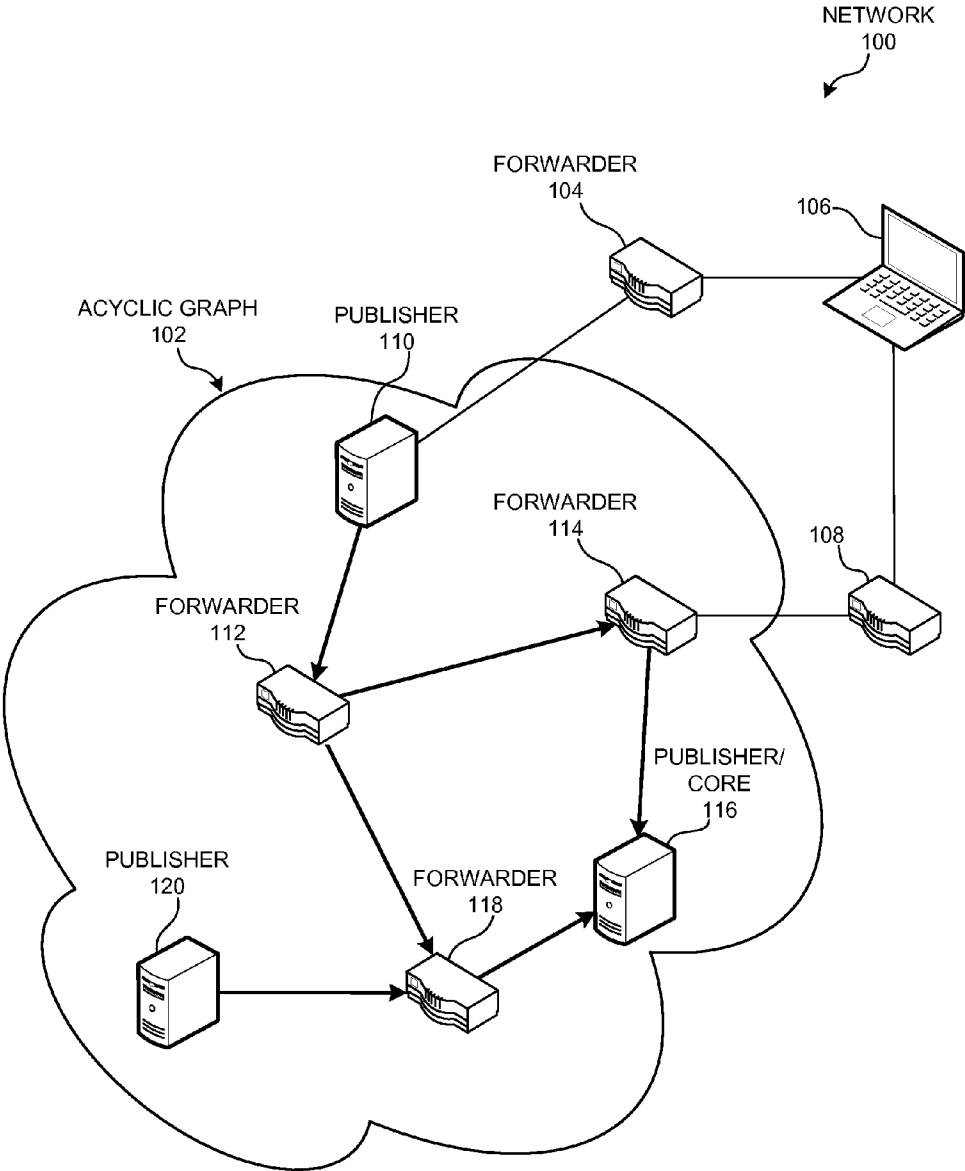 NETWORK
100
FORWARDER
104
106
ACYCLIC GRAPH
102
PUBLISHER
110
FORWARDER
114
108
FORWARDER
112
PUBLISHER/
CORE
116
PUBLISHER
120
FORWARDER
118